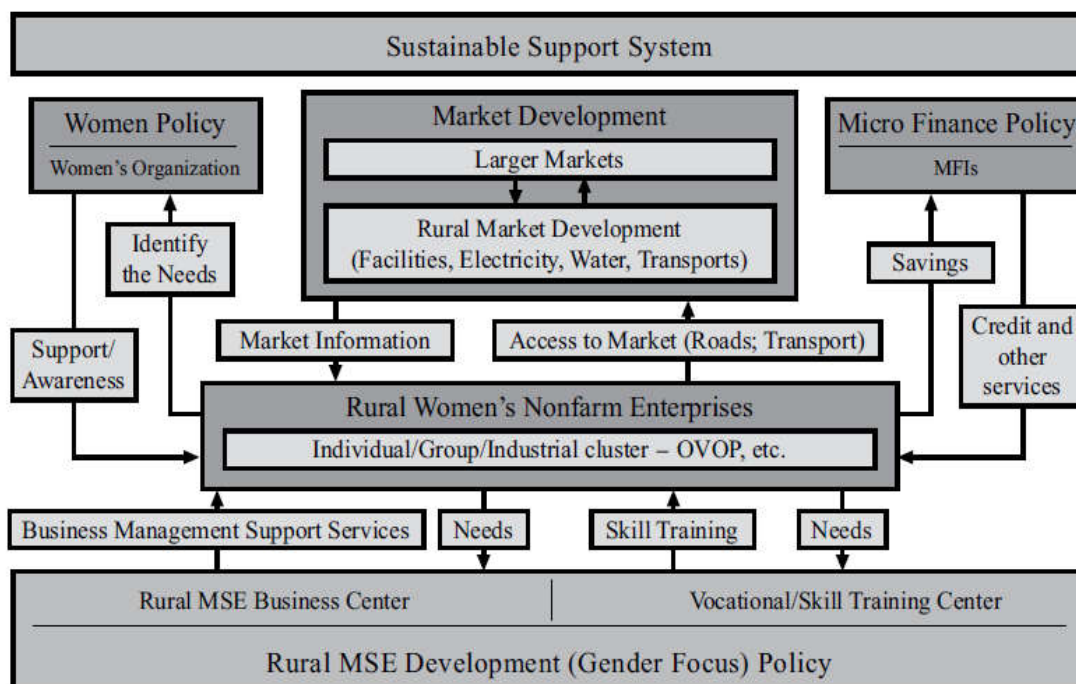 Sustainable Support System
Women Policy
Women's Organization
Market Development
Larger Markets
Rural Market Development
(Facilities, Electricity, Water, Transports)
Micro Finance Policy
MFIs
Identify
the Needs
Savings
Support/
Awareness
Market Information
Access to Market (Roads; Transport)
Credit and
other
services
Rural Women's Nonfarm Enterprises
Individual/Group/Industrial cluster – OVOP, etc.
Business Management Support Services
Needs
Skill Training
Needs
Rural MSE Business Center
Vocational/Skill Training Center
Rural MSE Development (Gender Focus) Policy